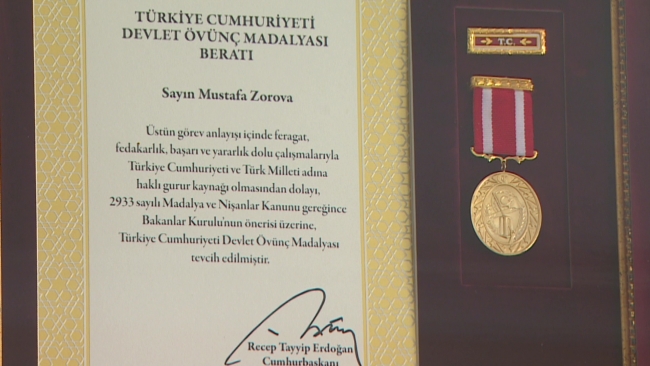 TÜRKİYE CUMHURİYETİ
DEVLET ÖVÜNÇ MADALYASI
BERATI
Sayın Mustafa Zorova
Üstün görev anlayışı içinde feragat,
fedakarlık, başarı ve yararlık dolu çalışmalarıyla
Türkiye Cumhuriyeti ve Türk Milleti adına
haklı gurur kaynağı olmasından dolayı,
2933 sayılı Madalya ve Nişanlar Kanunu gereğince
Bakanlar Kurulu'nun önerisi üzerine,
Türkiye Cumhuriyeti Devlet Övünç Madalyası
tevcih edilmiştir.
Recep Tayyip Erdoğan
Cumhurbaşkanı
T.C.